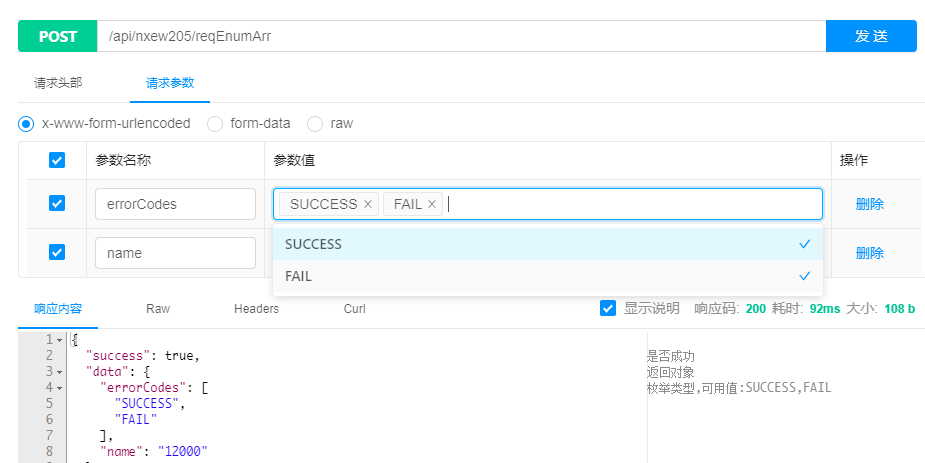 POST /api/nxew205/reqEnumArr 发 送
请求头部 请求参数
x-www-form-urlencoded form-data raw
参数名称 参数值 操作
errorCodes SUCCESS × FAIL × 删除
name 删除
SUCCESS
FAIL
响应内容 Raw Headers Curl 显示说明 响应码: 200 耗时: 92ms 大小: 108 b
1 {
2 "success": true, 是否成功
3 "data": { 返回对象
4 "errorCodes": [ 枚举类型,可用值:SUCCESS,FAIL
5 "SUCCESS",
6 "FAIL"
7 ],
8 "name": "12000"